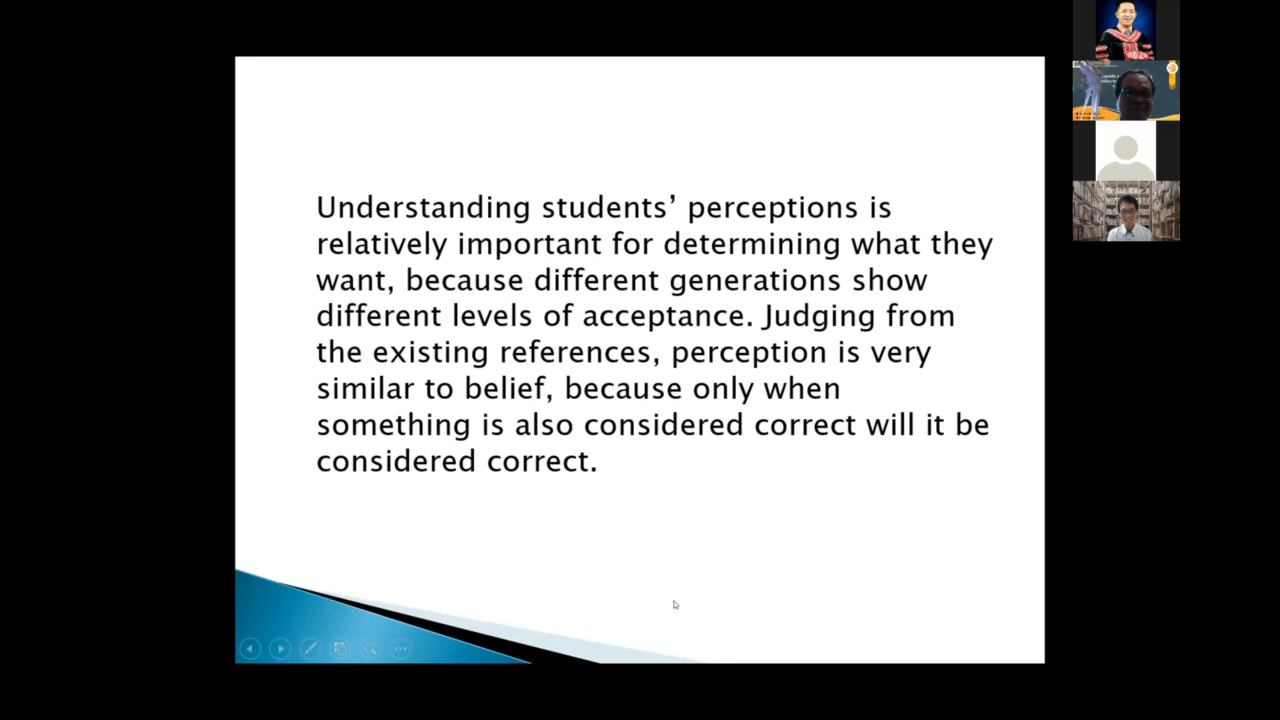 Understanding students’ perceptions is
relatively important for determining what they
want, because different generations show
different levels of acceptance. Judging from
the existing references, perception is very
similar to belief, because only when
something is also considered correct will it be
considered correct.